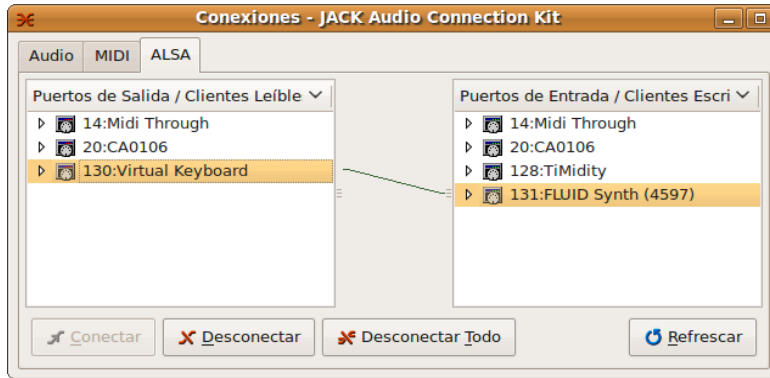 Conexiones - JACK Audio Connection Kit
Audio MIDI ALSA
Puertos de Salida / Clientes Leíble
14:Midi Through
20:CA0106
130:Virtual Keyboard
Puertos de Entrada / Clientes Escri
14:Midi Through
20:CA0106
128:TiMidity
131:FLUID Synth (4597)
Conectar Desconectar Desconectar Todo Refrescar